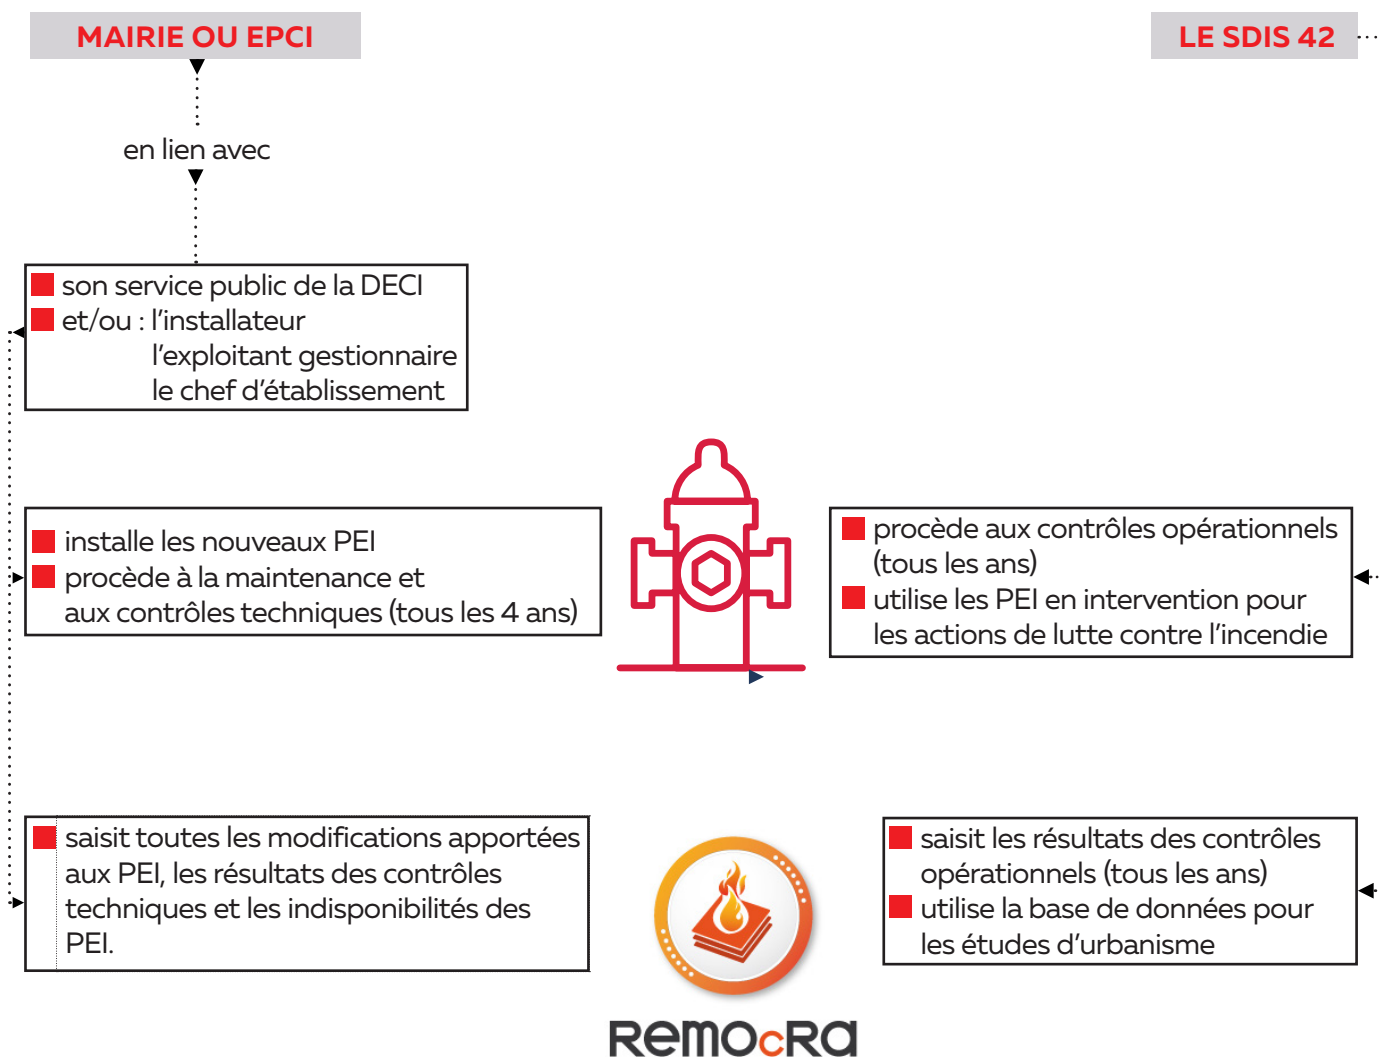 MAIRIE OU EPCI
LE SDIS 42
en lien avec
son service public de la DECI
et/ou : l’installateur
l’exploitant gestionnaire
le chef d’établissement
installe les nouveaux PEI
procède à la maintenance et
aux contrôles techniques (tous les 4 ans)
procède aux contrôles opérationnels
(tous les ans)
utilise les PEI en intervention pour
les actions de lutte contre l’incendie
saisit toutes les modifications apportées
aux PEI, les résultats des contrôles
techniques et les indisponibilités des
PEI.
saisit les résultats des contrôles
opérationnels (tous les ans)
utilise la base de données pour
les études d’urbanisme
RemocRa